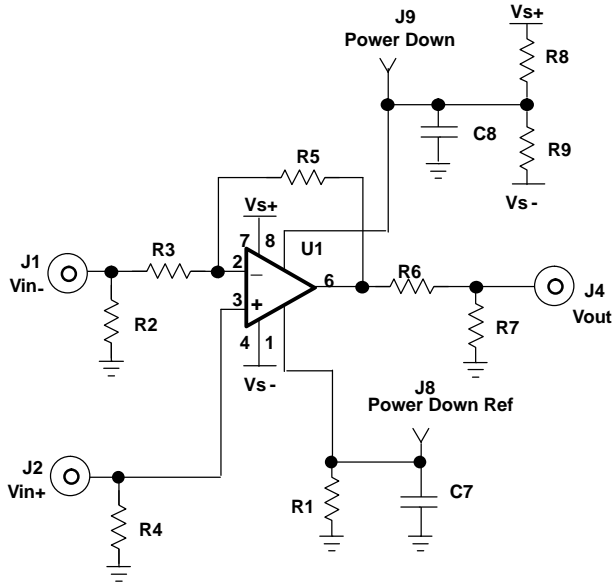 J9
Power Down
Vs+
R8
C8
R9
Vs -
R5
Vs+
7
8
U1
J1
Vin-
R3
2
–
6
R6
J4
Vout
R2
3
+
R7
4
1
Vs -
J8
Power Down Ref
J2
Vin+
R4
R1
C7